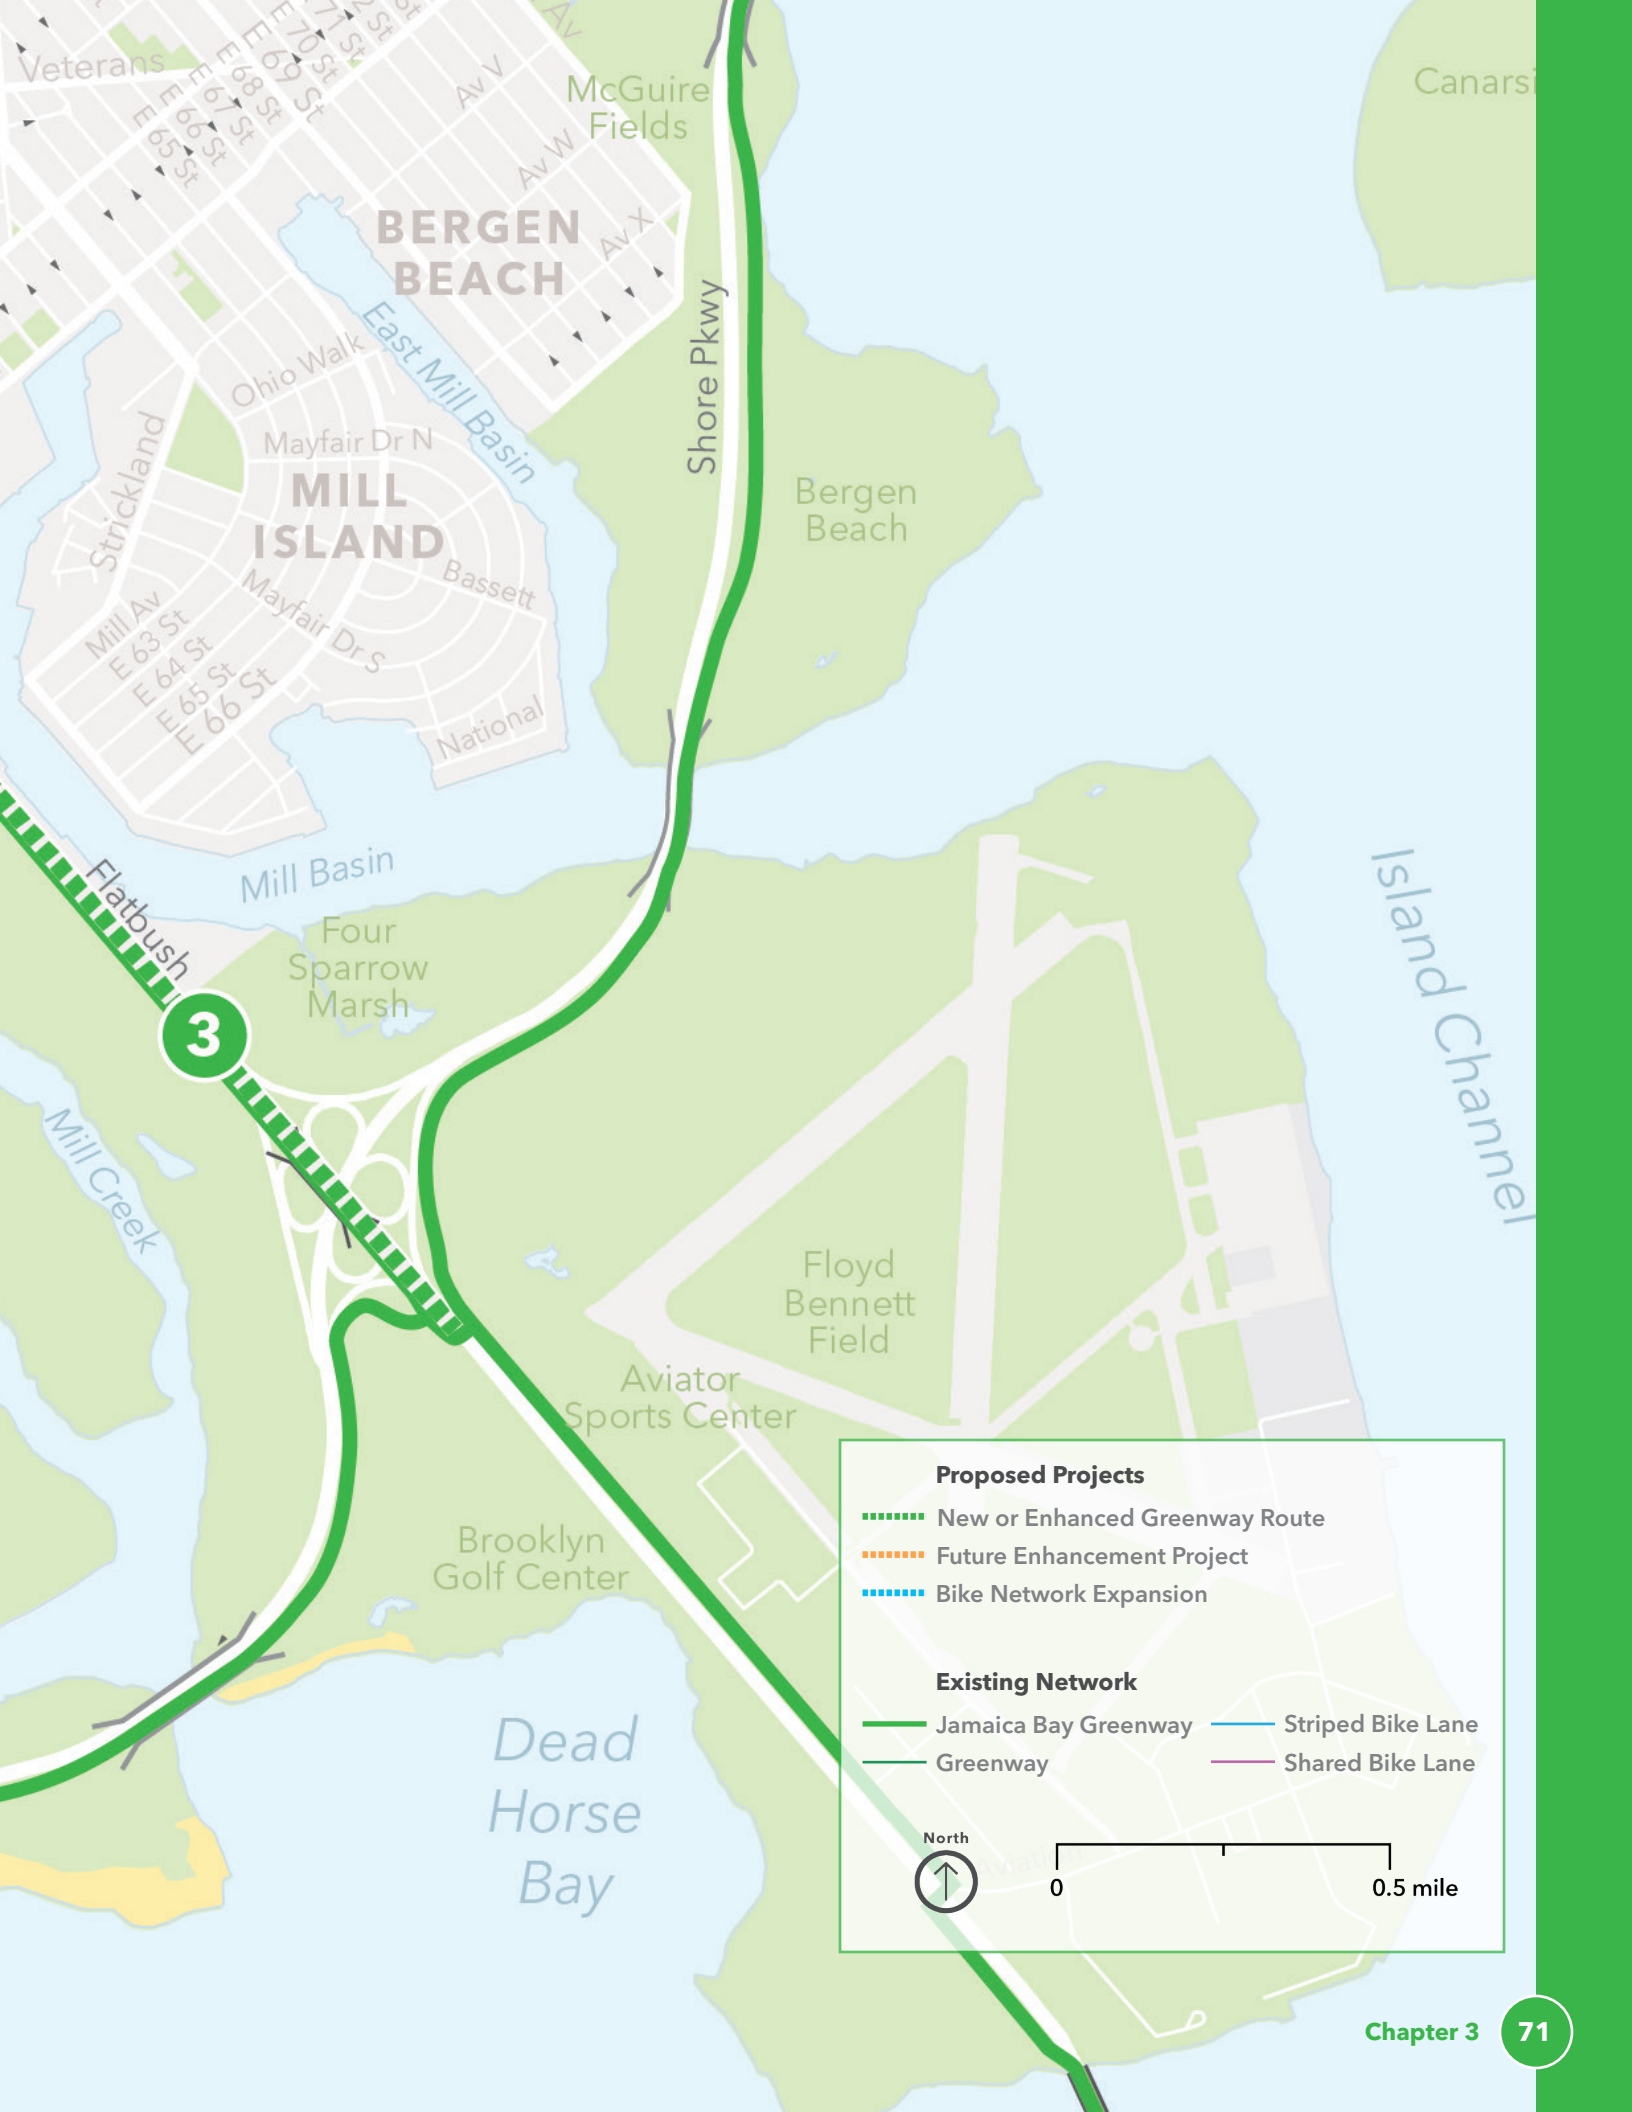 Veterans
E 65 St
E 66 St
E 67 St
E 68 St
E 69 St
E 70 St
71 St
2 St
St
Av
Av V
Av W
Av X
McGuire
Fields
Canarsi
BERGEN
BEACH
East Mill Basin
Shore Pkwy
Ohio Walk
Mayfair Dr N
MILL
ISLAND
Strickland
Bassett
Mayfair Dr S
Mill Av
E 63 St
E 64 St
E 65 St
E 66 St
National
Bergen
Beach
Mill Basin
Flatbush
Four
Sparrow
Marsh
3
Mill Creek
Island Channel
Floyd
Bennett
Field
Aviator
Sports Center
Brooklyn
Golf Center
Dead
Horse
Bay
Proposed Projects
New or Enhanced Greenway Route
Future Enhancement Project
Bike Network Expansion
Existing Network
Jamaica Bay Greenway
Striped Bike Lane
Greenway
Shared Bike Lane
North
Aviation
0
0.5 mile
Chapter 3
71